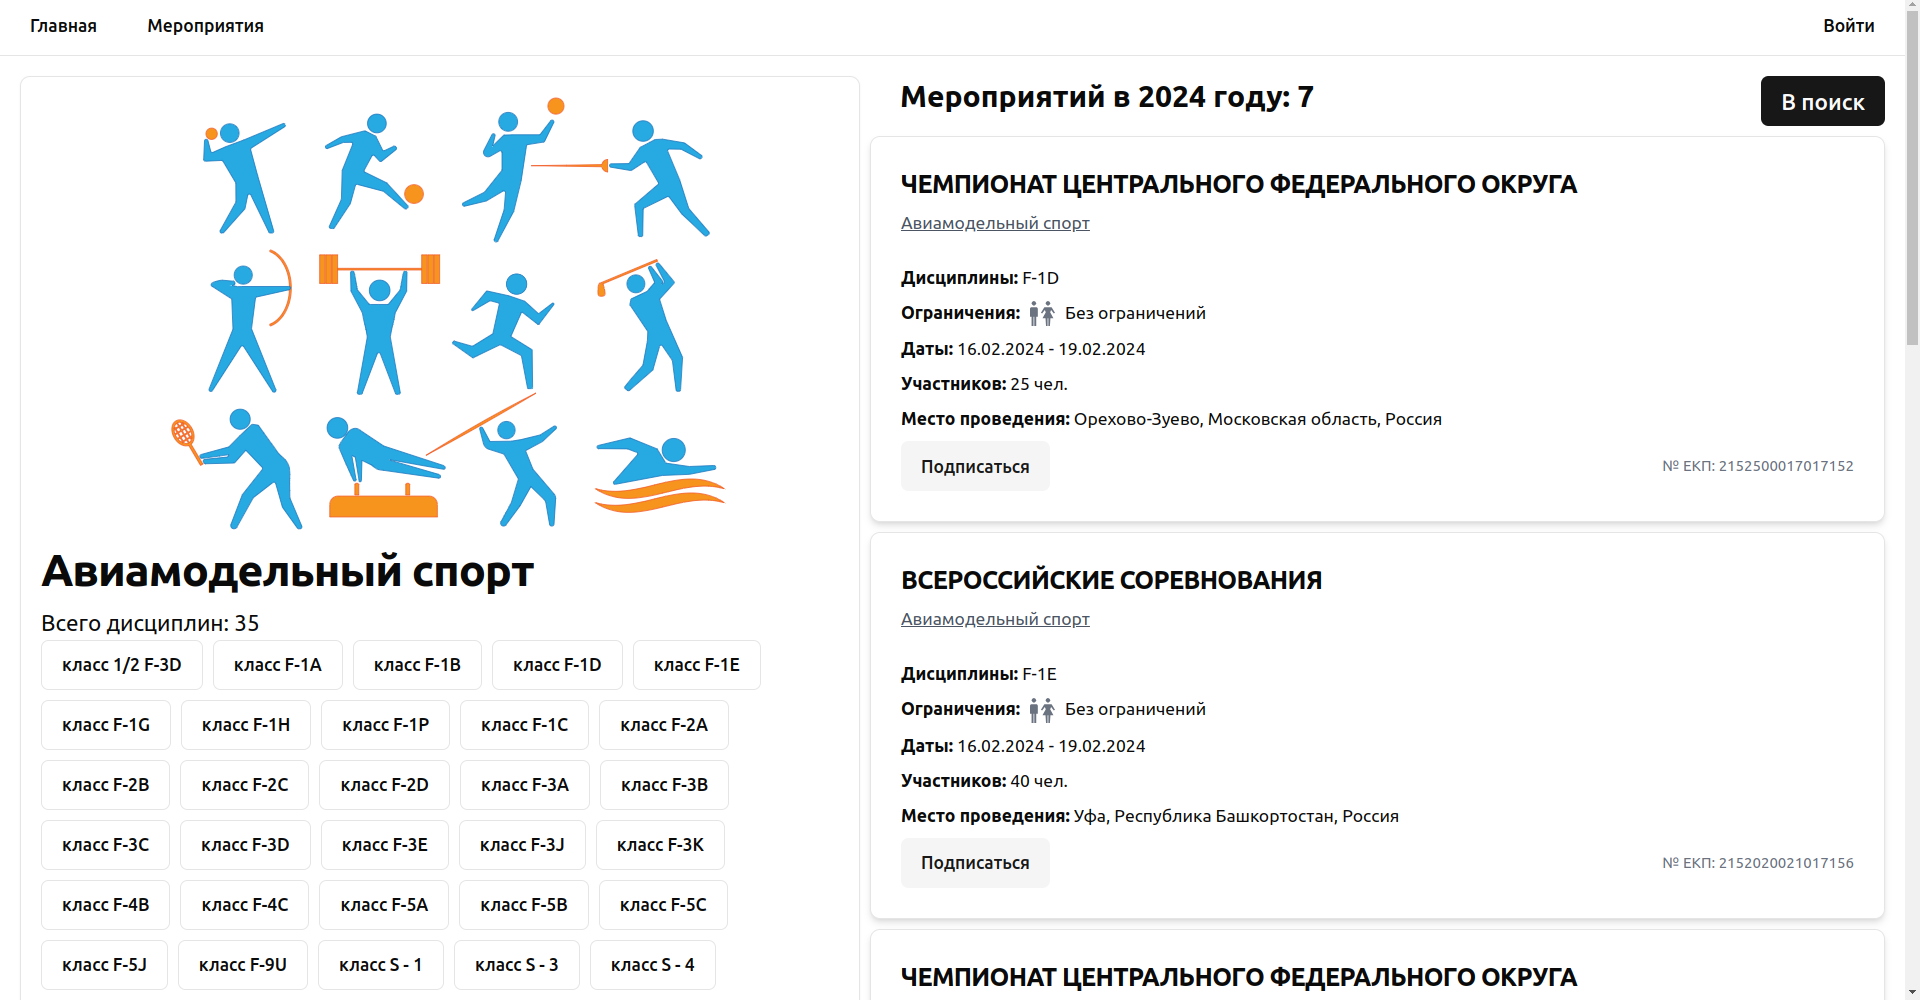 Главная Мероприятия Войти
Авиамодельный спорт
Всего дисциплин: 35
класс 1/2 F-3D класс F-1A класс F-1B класс F-1D класс F-1E
класс F-1G класс F-1H класс F-1P класс F-1С класс F-2A
класс F-2B класс F-2C класс F-2D класс F-3A класс F-3B
класс F-3C класс F-3D класс F-3E класс F-3J класс F-3K
класс F-4B класс F-4C класс F-5A класс F-5B класс F-5C
класс F-5J класс F-9U класс S - 1 класс S - 3 класс S - 4
Мероприятий в 2024 году: 7
В поиск
ЧЕМПИОНАТ ЦЕНТРАЛЬНОГО ФЕДЕРАЛЬНОГО ОКРУГА
Авиамодельный спорт
Дисциплины: F-1D
Ограничения: Без ограничений
Даты: 16.02.2024 - 19.02.2024
Участников: 25 чел.
Место проведения: Орехово-Зуево, Московская область, Россия
Подписаться № ЕКП: 2152500017017152
ВСЕРОССИЙСКИЕ СОРЕВНОВАНИЯ
Авиамодельный спорт
Дисциплины: F-1E
Ограничения: Без ограничений
Даты: 16.02.2024 - 19.02.2024
Участников: 40 чел.
Место проведения: Уфа, Республика Башкортостан, Россия
Подписаться № ЕКП: 2152020021017156
ЧЕМПИОНАТ ЦЕНТРАЛЬНОГО ФЕДЕРАЛЬНОГО ОКРУГА